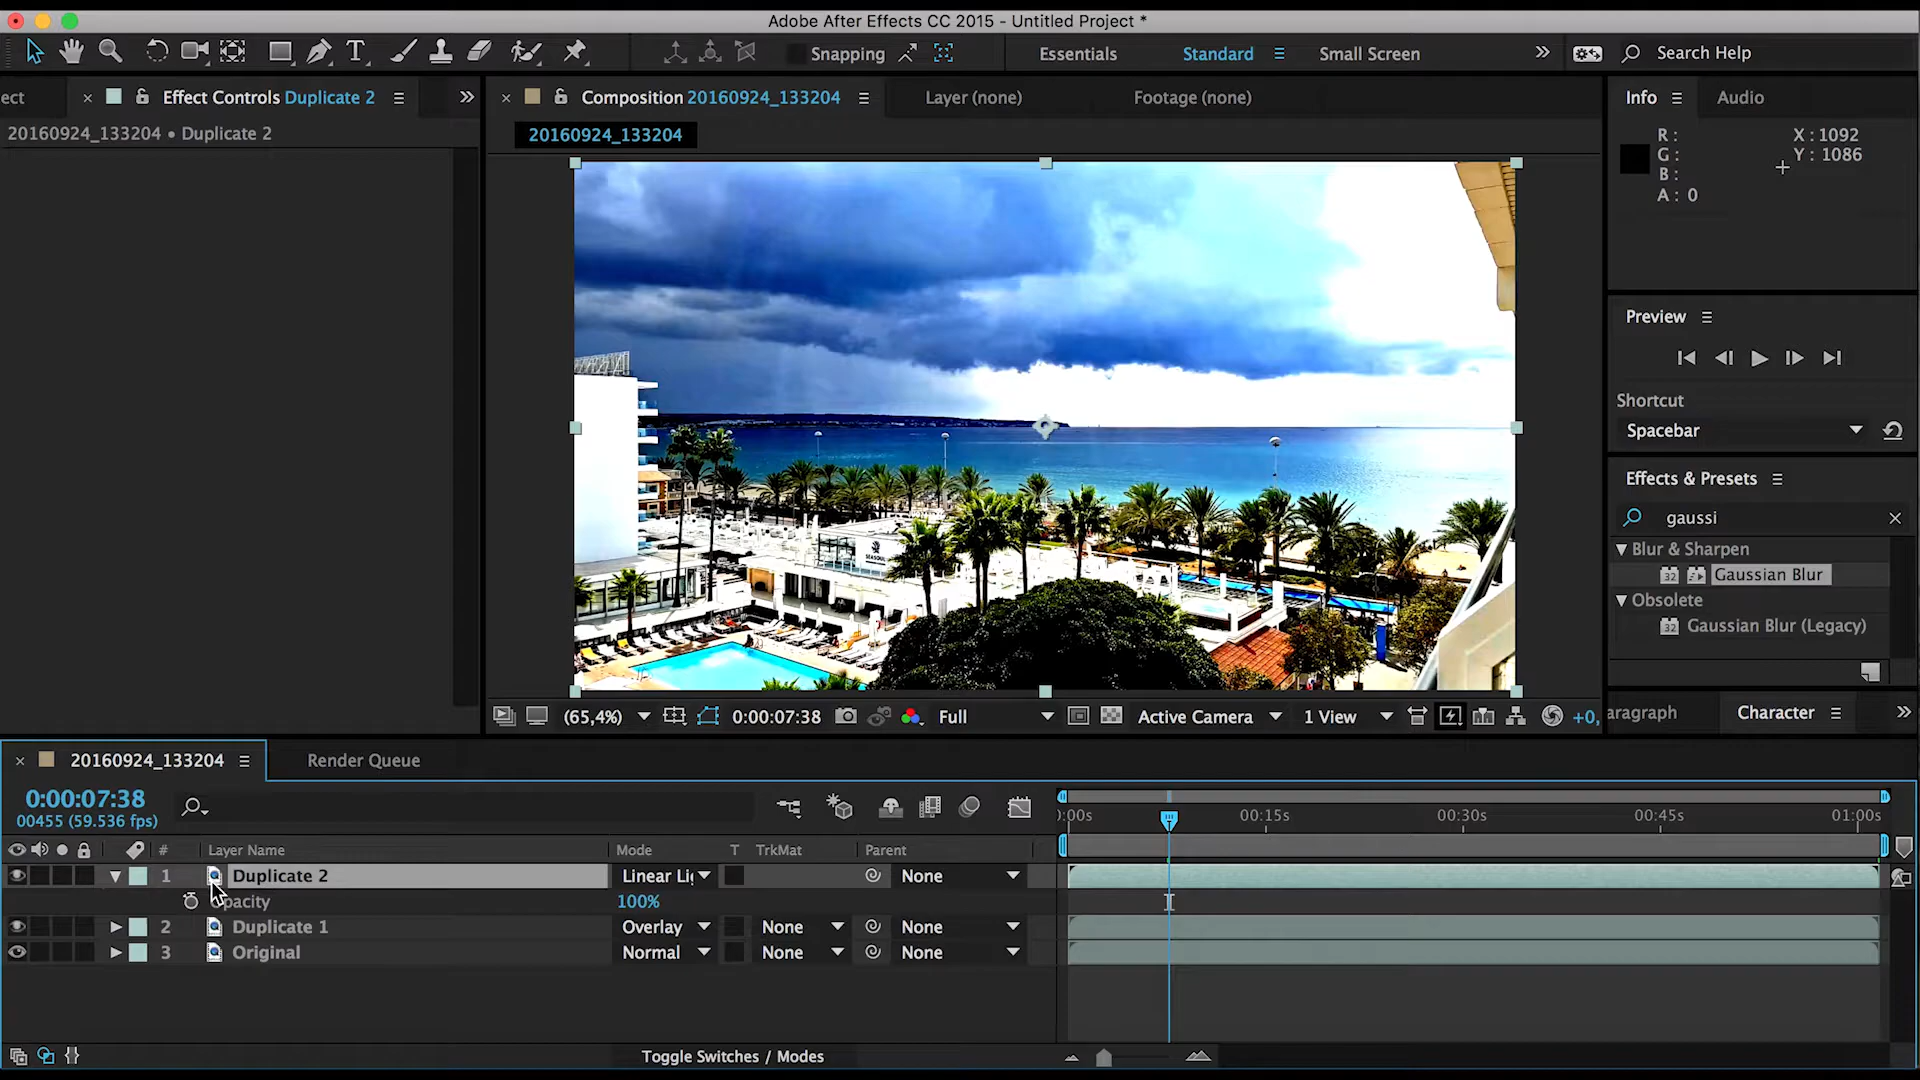 Adobe After Effects CC 2015 - Untitled Project *
Snapping
Essentials
Standard
Small Screen
Search Help
ect
Effect Controls Duplicate 2
Composition 20160924_133204
Layer (none)
Footage (none)
Info
Audio
20160924_133204 • Duplicate 2
20160924_133204
R :
G :
B :
A : 0
X : 1092
Y : 1086
Preview
Shortcut
Spacebar
Effects & Presets
gaussi
Blur & Sharpen
32
Gaussian Blur
Obsolete
32
Gaussian Blur (Legacy)
SEASOUL
(65,4%)
0:00:07:38
Full
Active Camera
1 View
+0,
aragraph
Character
20160924_133204
Render Queue
0:00:07:38
00455 (59.536 fps)
):00s
00:15s
00:30s
00:45s
01:00s
#
Layer Name
Mode
T
TrkMat
Parent
1
Duplicate 2
Linear Li
None
pacity
100%
2
Duplicate 1
Overlay
None
None
3
Original
Normal
None
None
Toggle Switches / Modes